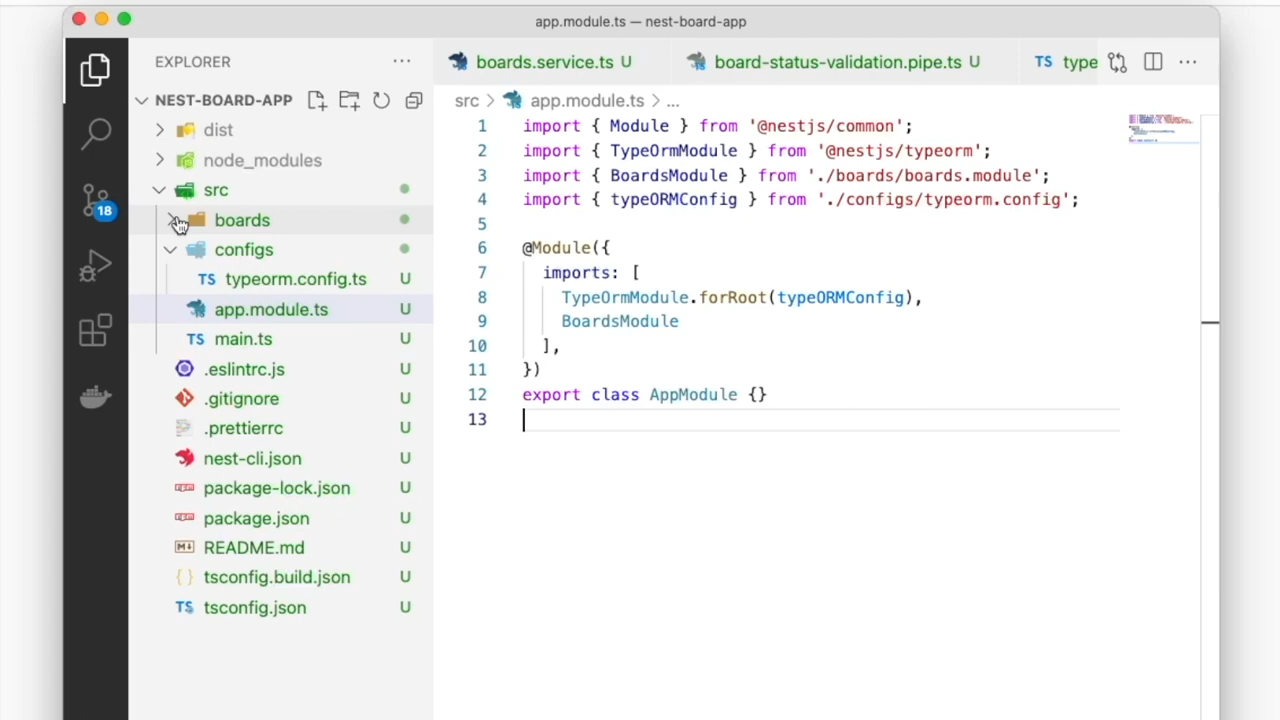 app.module.ts — nest-board-app
EXPLORER
NEST-BOARD-APP
dist
node_modules
src
boards
configs
TS typeorm.config.ts U
app.module.ts U
TS main.ts U
.eslintrc.js U
.gitignore U
.prettierrc U
nest-cli.json U
package-lock.json U
package.json U
README.md U
{ } tsconfig.build.json U
TS tsconfig.json U
18
boards.service.ts U
board-status-validation.pipe.ts U
TS type
src > app.module.ts > ...
1 import { Module } from '@nestjs/common';
2 import { TypeOrmModule } from '@nestjs/typeorm';
3 import { BoardsModule } from './boards/boards.module';
4 import { typeORMConfig } from './configs/typeorm.config';
5
6 @Module({
7 imports: [
8 TypeOrmModule.forRoot(typeORMConfig),
9 BoardsModule
10 ],
11 })
12 export class AppModule {}
13